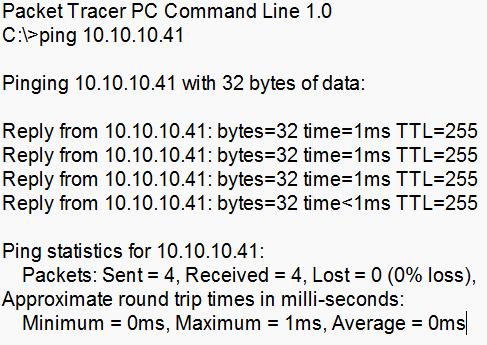 Packet Tracer PC Command Line 1.0
C:\>ping 10.10.10.41
Pinging 10.10.10.41 with 32 bytes of data:
Reply from 10.10.10.41: bytes=32 time=1ms TTL=255
Reply from 10.10.10.41: bytes=32 time=1ms TTL=255
Reply from 10.10.10.41: bytes=32 time=1ms TTL=255
Reply from 10.10.10.41: bytes=32 time<1ms TTL=255
Ping statistics for 10.10.10.41:
Packets: Sent = 4, Received = 4, Lost = 0 (0% loss),
Approximate round trip times in milli-seconds:
Minimum = 0ms, Maximum = 1ms, Average = 0ms